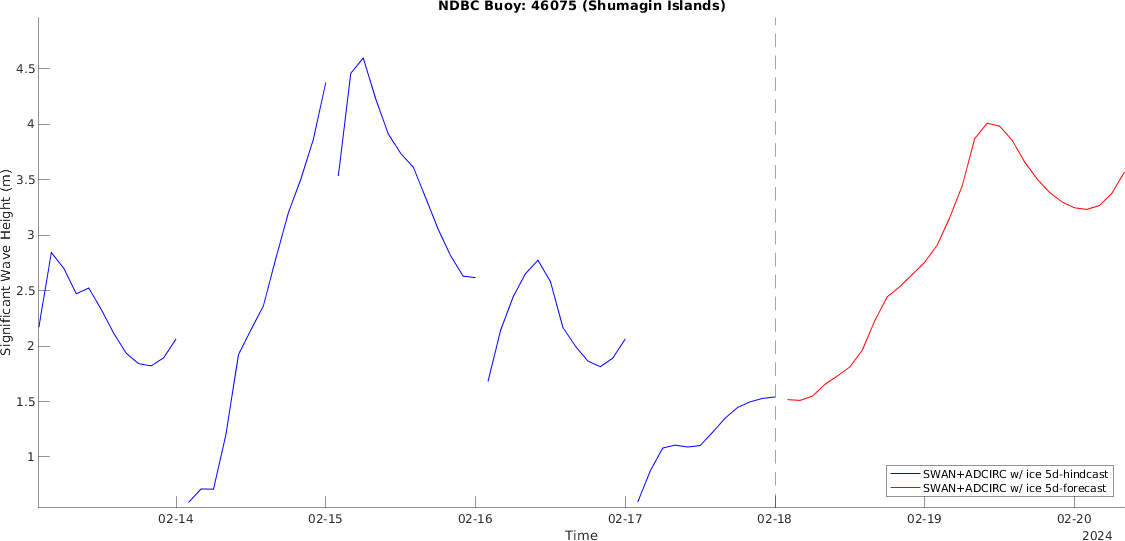 NDBC Buoy: 46075 (Shumagin Islands)
4.5
4
3.5
3
2.5
2
1.5
1
Significant Wave Height (m)
SWAN+ADCIRC w/ ice 5d-hindcast
SWAN+ADCIRC w/ ice 5d-forecast
02-14 02-15 02-16 02-17 02-18 02-19 02-20
Time
2024